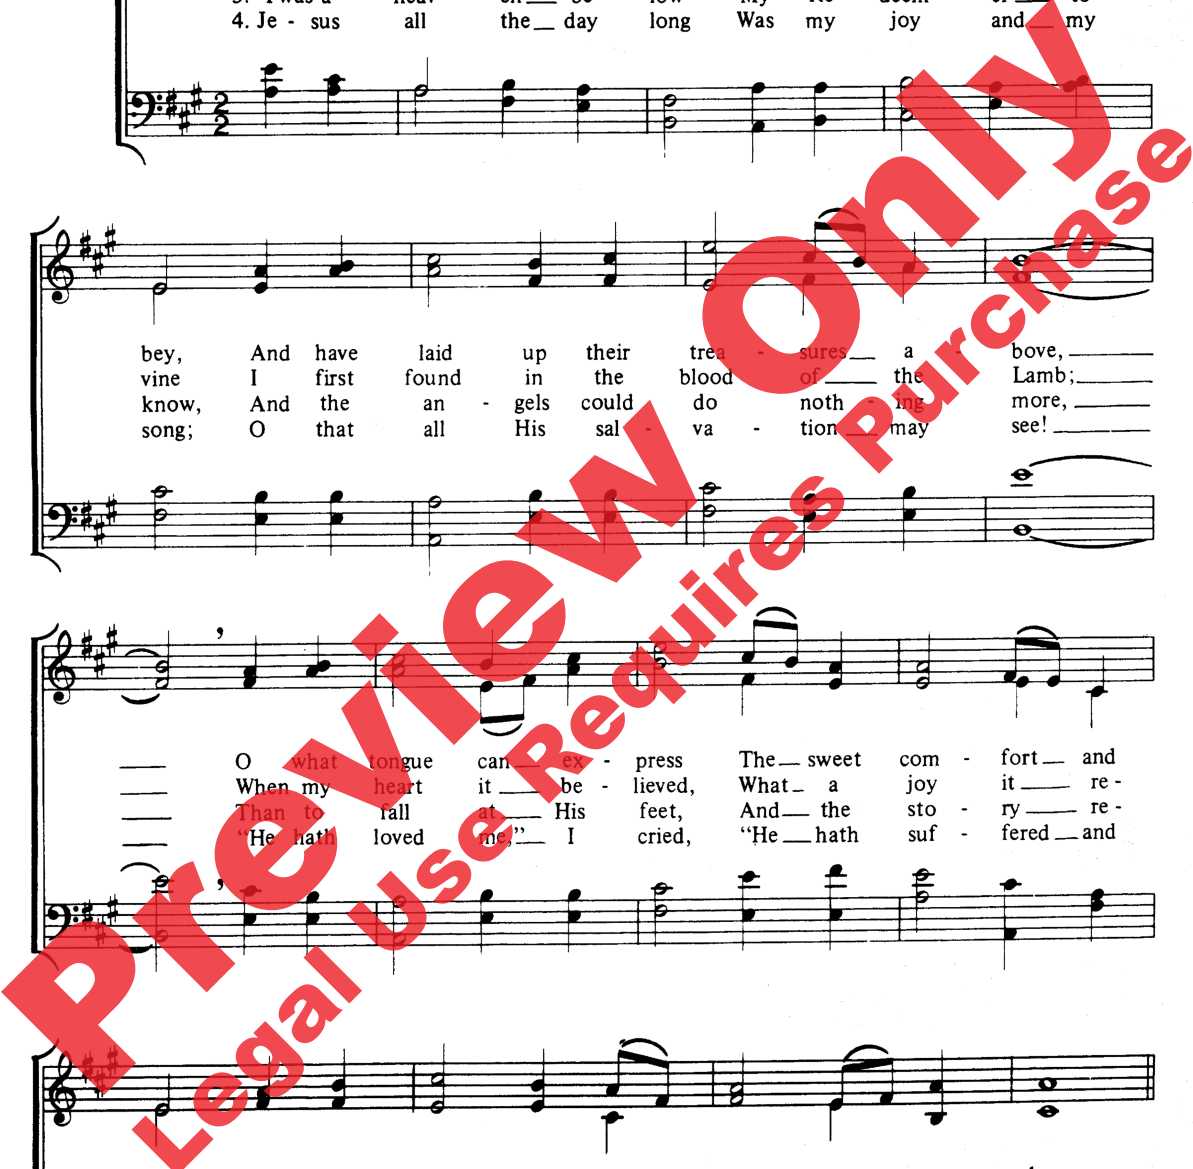 4. Je - sus all the day long Was my joy and my
bey, And have laid up their trea - sures a - bove,
vine I first found in the blood of the Lamb;
know, And the an - gels could do noth - ing more,
song; O that all His sal - va - tion may see!
O what tongue can ex - press The sweet com - fort and
When my heart it be - lieved, What a joy it re -
Than to fall at His feet, And the sto - ry re -
"He hath loved me," I cried, "He hath suf - fered and
Preview Only
Legal Use Requires Purchase